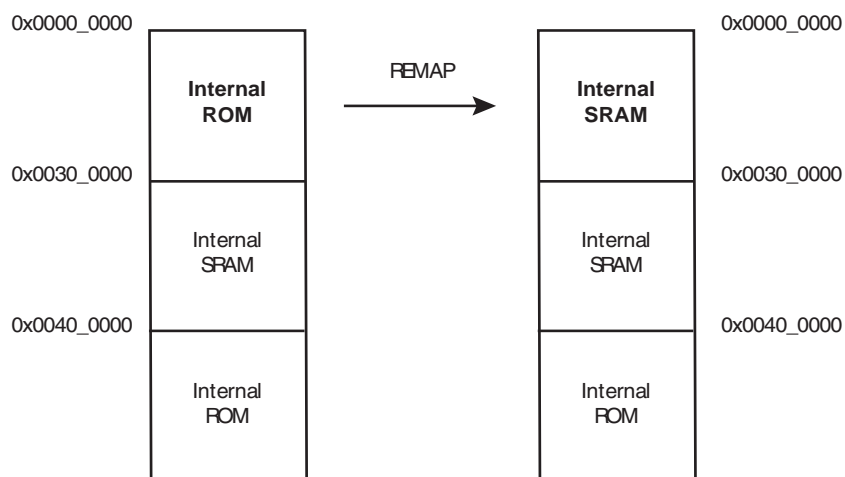 0x0000_0000
0x0000_0000
Internal
ROM
REMAP
Internal
SRAM
0x0030_0000
0x0030_0000
Internal
SRAM
Internal
SRAM
0x0040_0000
0x0040_0000
Internal
ROM
Internal
ROM